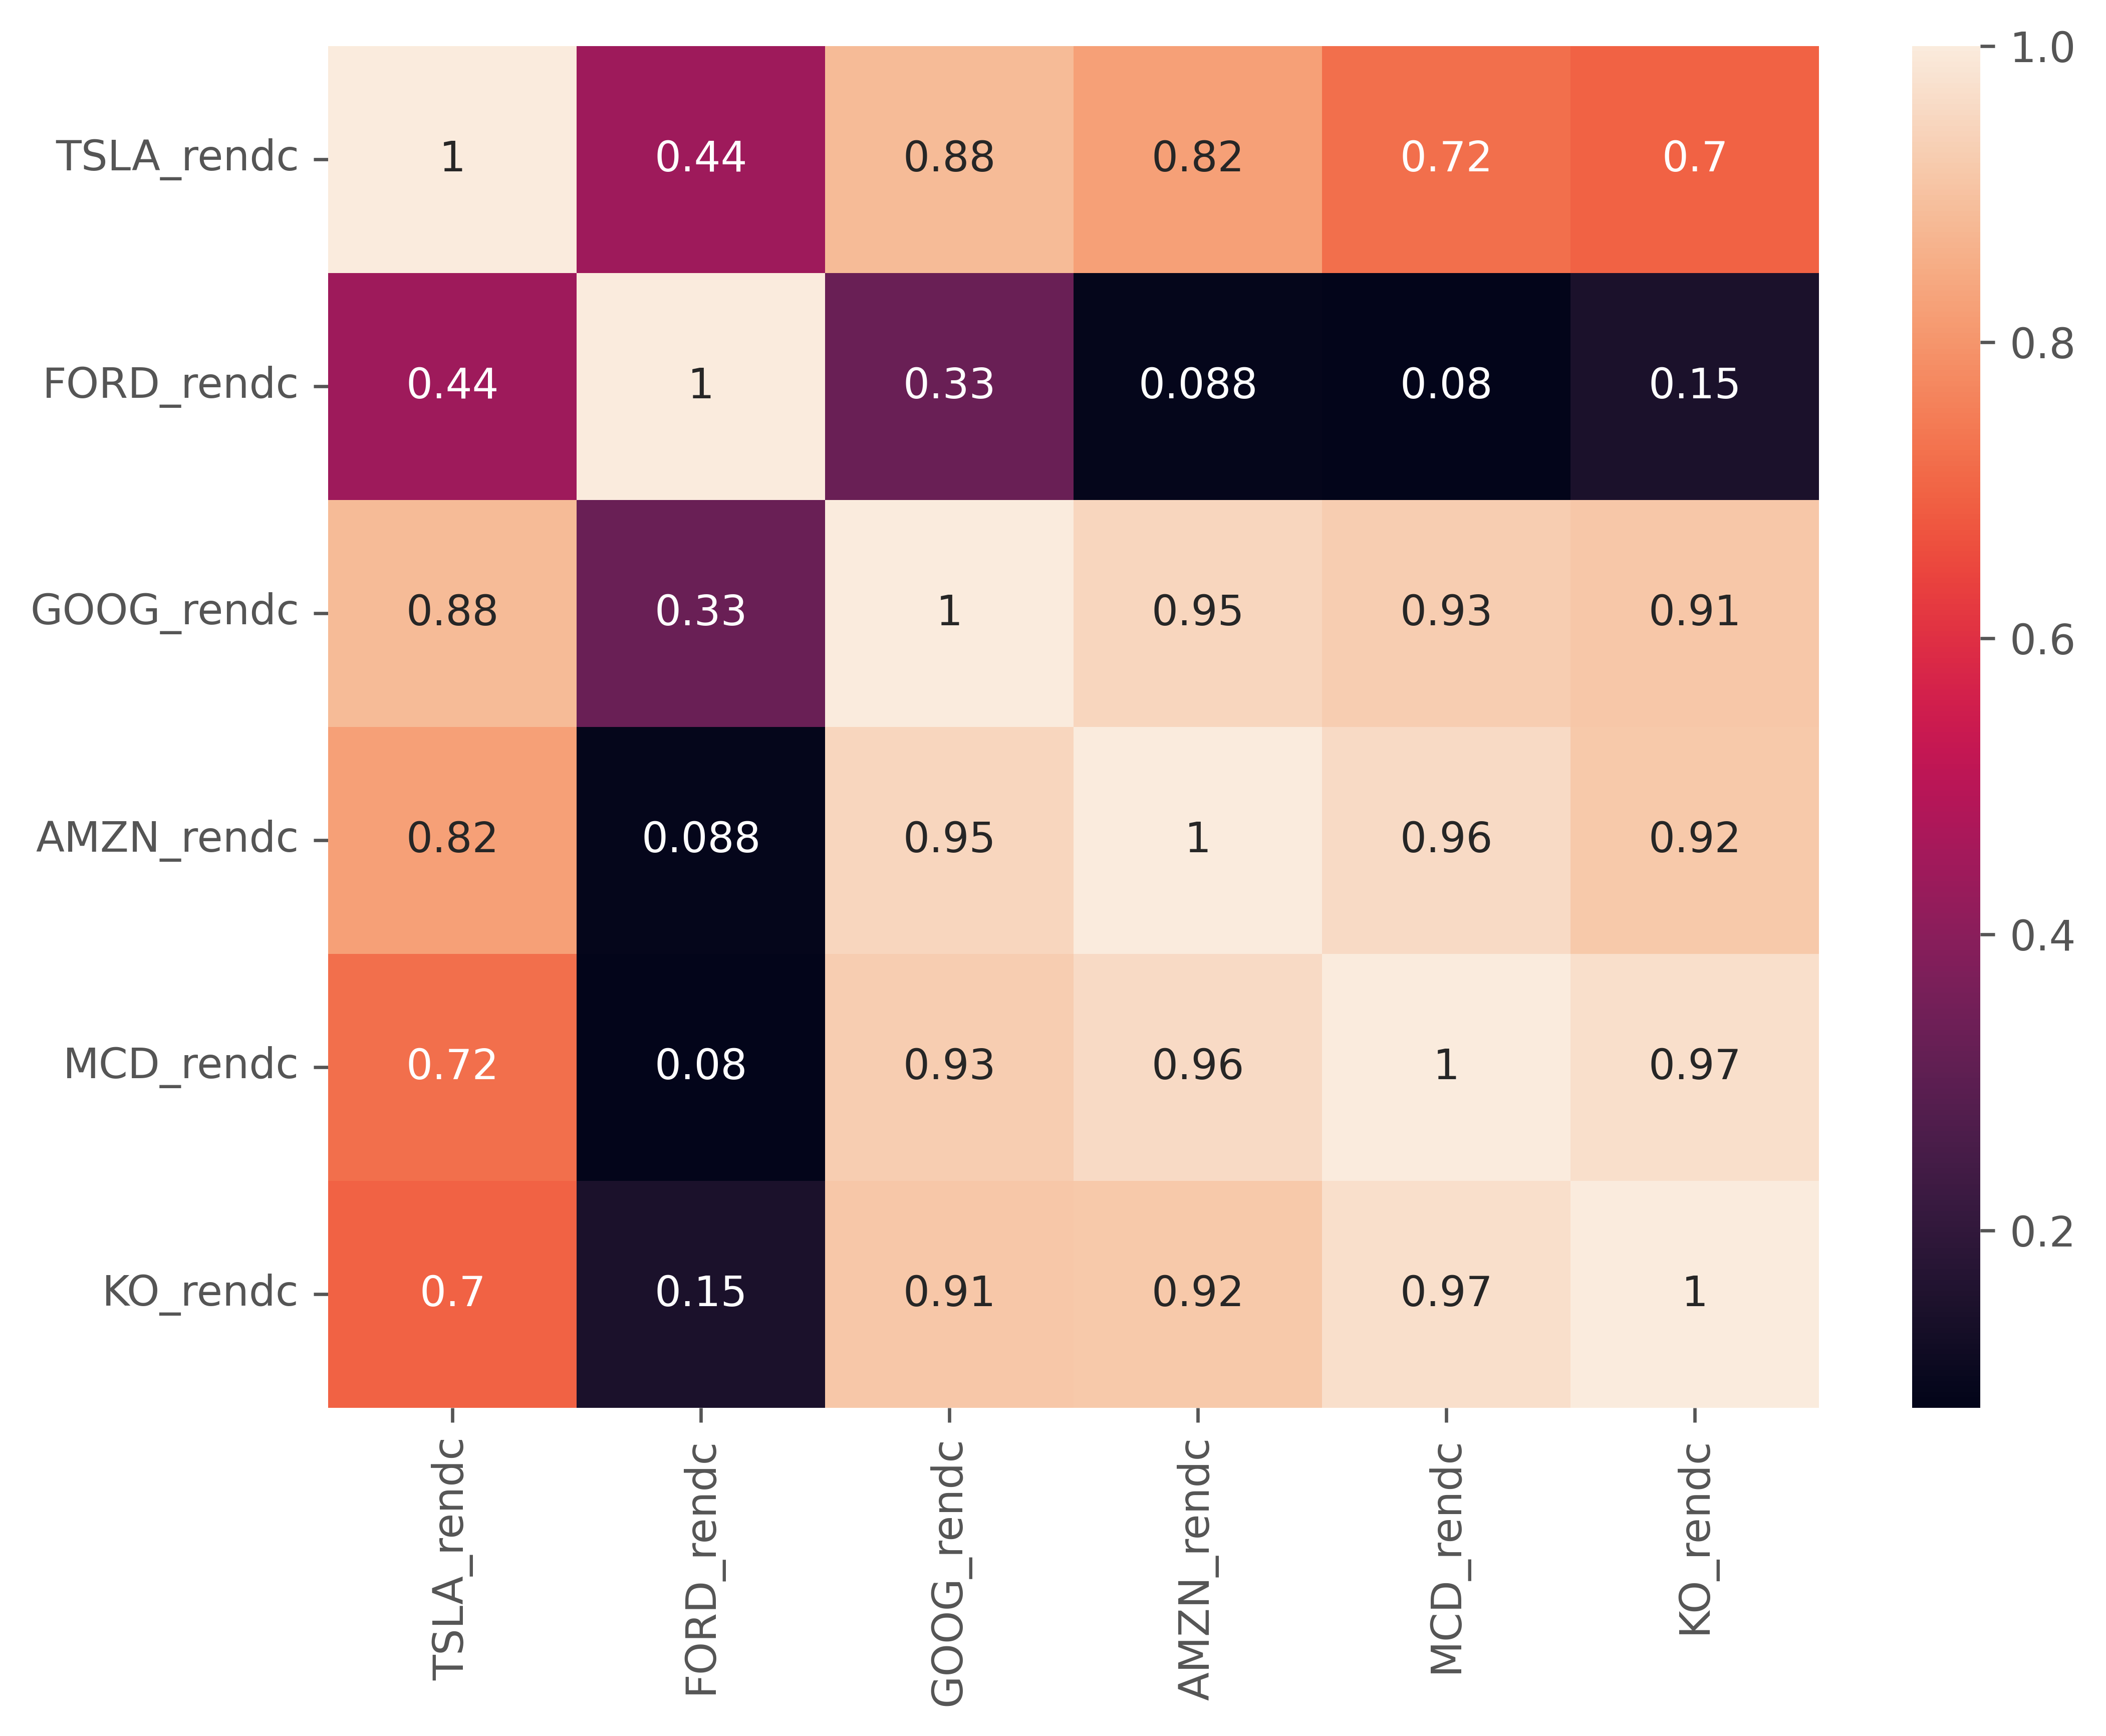 TSLA_rendc 1 0.44 0.88 0.82 0.72 0.7
FORD_rendc 0.44 1 0.33 0.088 0.08 0.15
GOOG_rendc 0.88 0.33 1 0.95 0.93 0.91
AMZN_rendc 0.82 0.088 0.95 1 0.96 0.92
MCD_rendc 0.72 0.08 0.93 0.96 1 0.97
KO_rendc 0.7 0.15 0.91 0.92 0.97 1
TSLA_rendc
FORD_rendc
GOOG_rendc
AMZN_rendc
MCD_rendc
KO_rendc
1.0
0.8
0.6
0.4
0.2